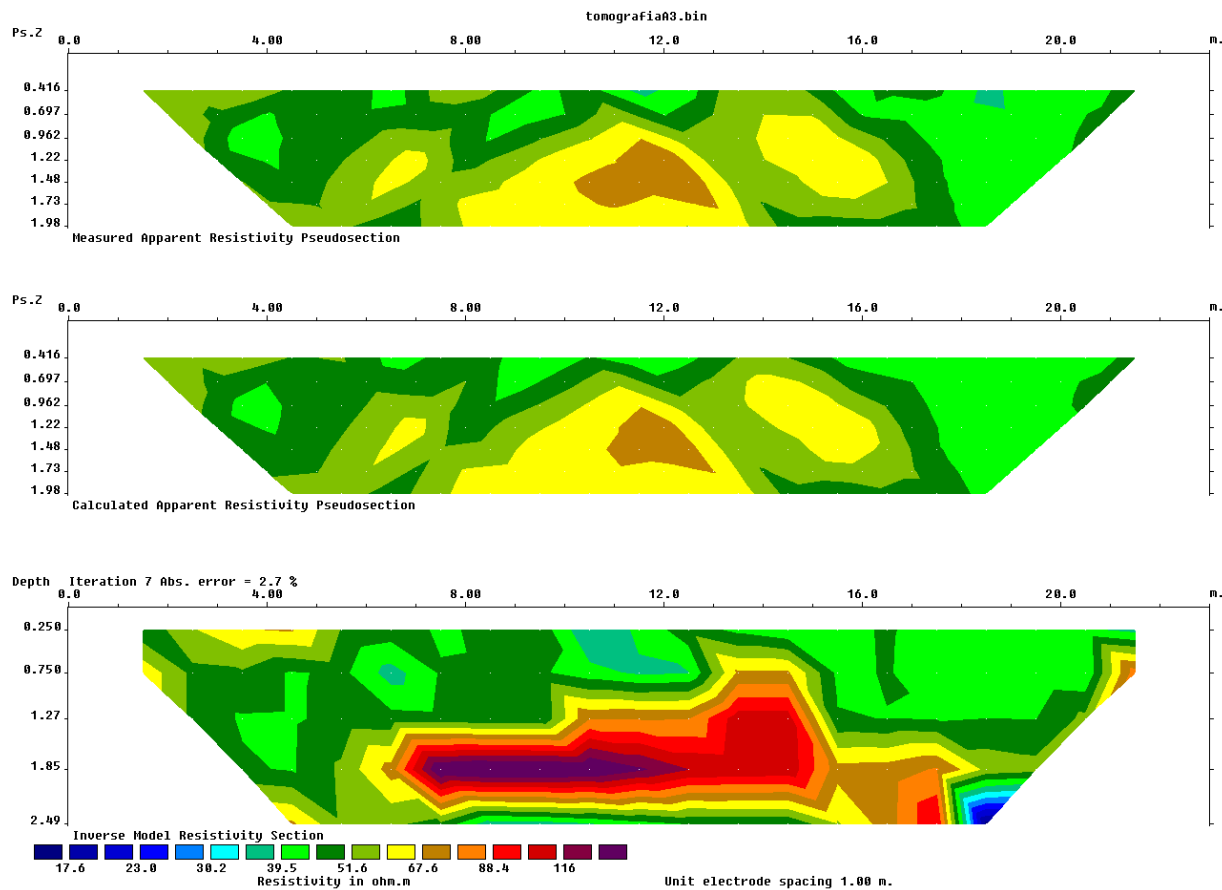 tomografiaA3.bin
Ps.Z 0.0 4.00 8.00 12.0 16.0 20.0 m.
0.416
0.697
0.962
1.22
1.48
1.73
1.98
Measured Apparent Resistivity Pseudosection
Ps.Z 0.0 4.00 8.00 12.0 16.0 20.0 m.
0.416
0.697
0.962
1.22
1.48
1.73
1.98
Calculated Apparent Resistivity Pseudosection
Depth Iteration 7 Abs. error = 2.7 %
0.0 4.00 8.00 12.0 16.0 20.0 m.
0.250
0.750
1.27
1.85
2.49
Inverse Model Resistivity Section
17.6 23.0 30.2 39.5 51.6 67.6 88.4 116
Resistivity in ohm.m Unit electrode spacing 1.00 m.